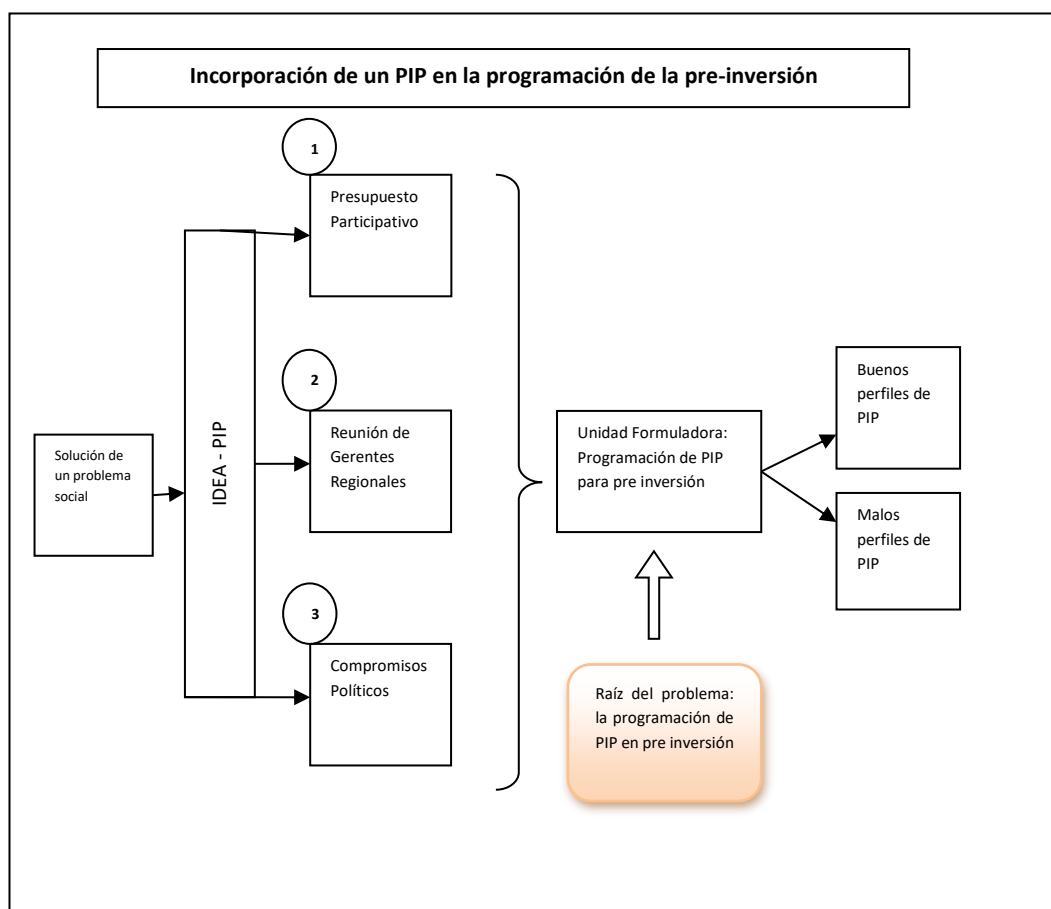 Incorporación de un PIP en la programación de la pre-inversión
1
Presupuesto
Participativo
2
Reunión de
Gerentes
Regionales
3
Compromisos
Políticos
Solución de
un problema
social
IDEA - PIP
Unidad Formuladora:
Programación de PIP
para pre inversión
Buenos
perfiles de
PIP
Malos
perfiles de
PIP
Raíz del problema:
la programación de
PIP en pre inversión